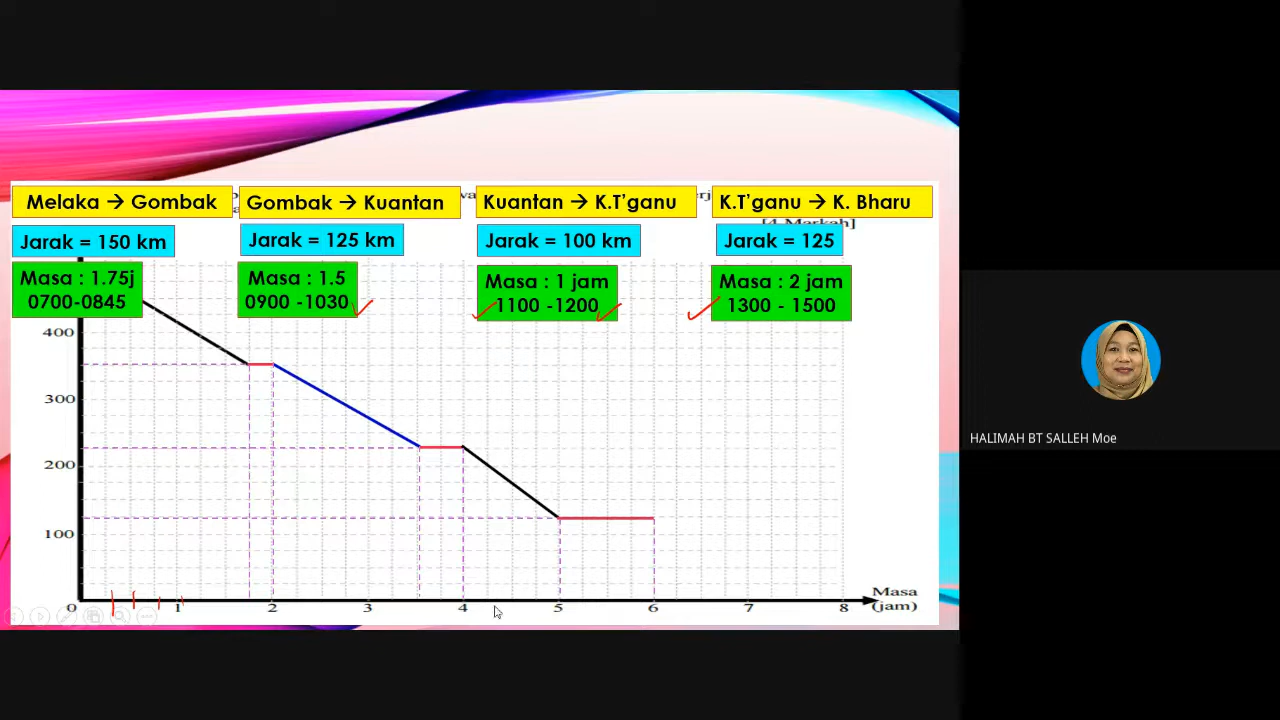 Melaka → Gombak
Gombak → Kuantan
Kuantan → K.T'ganu
K.T'ganu → K. Bharu
[4 Markah]
Jarak = 150 km
Jarak = 125 km
Jarak = 100 km
Jarak = 125
Masa : 1.75j
0700-0845
Masa : 1.5
0900 -1030
Masa : 1 jam
1100 -1200
Masa : 2 jam
1300 - 1500
400
300
200
100
0 1 2 3 4 5 6 7 8
Masa
(jam)
HALIMAH BT SALLEH Moe